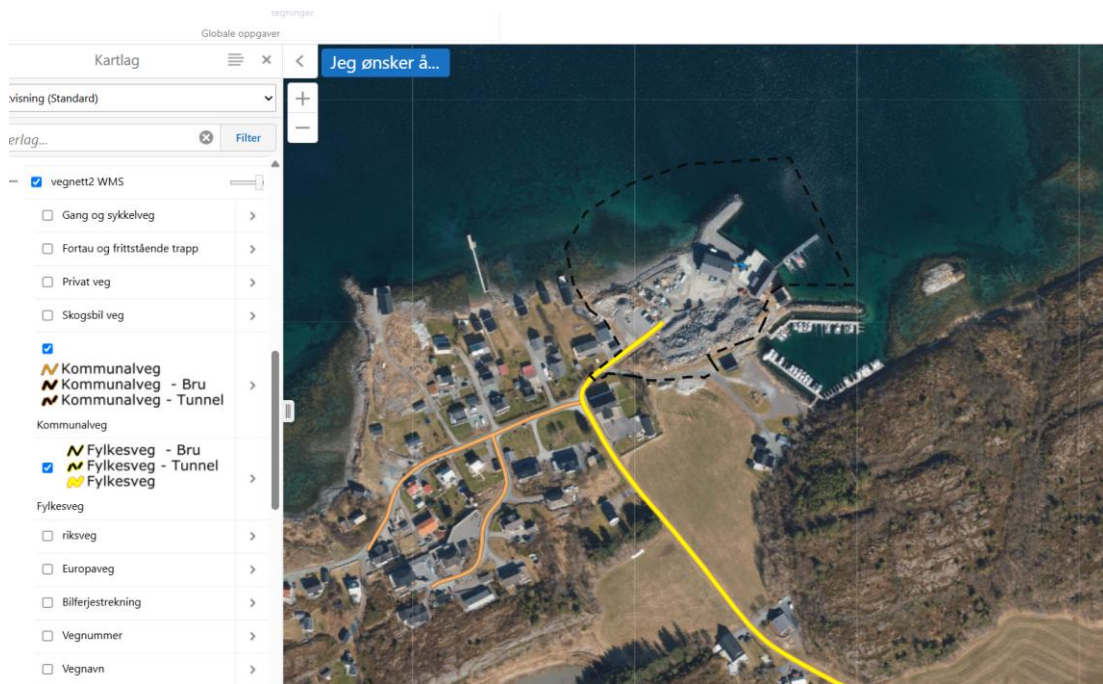 tegninger
Globale oppgaver
Kartlag
Jeg ønsker å...
visning (Standard)
erlag...
Filter
vegnett2 WMS
Gang og sykkelveg
Fortau og frittstående trapp
Privat veg
Skogsbil veg
Kommunalveg
Kommunalveg - Bru
Kommunalveg - Tunnel
Kommunalveg
Fylkesveg - Bru
Fylkesveg - Tunnel
Fylkesveg
Fylkesveg
riksveg
Europaveg
Bilferjestrekning
Vegnummer
Vegnavn